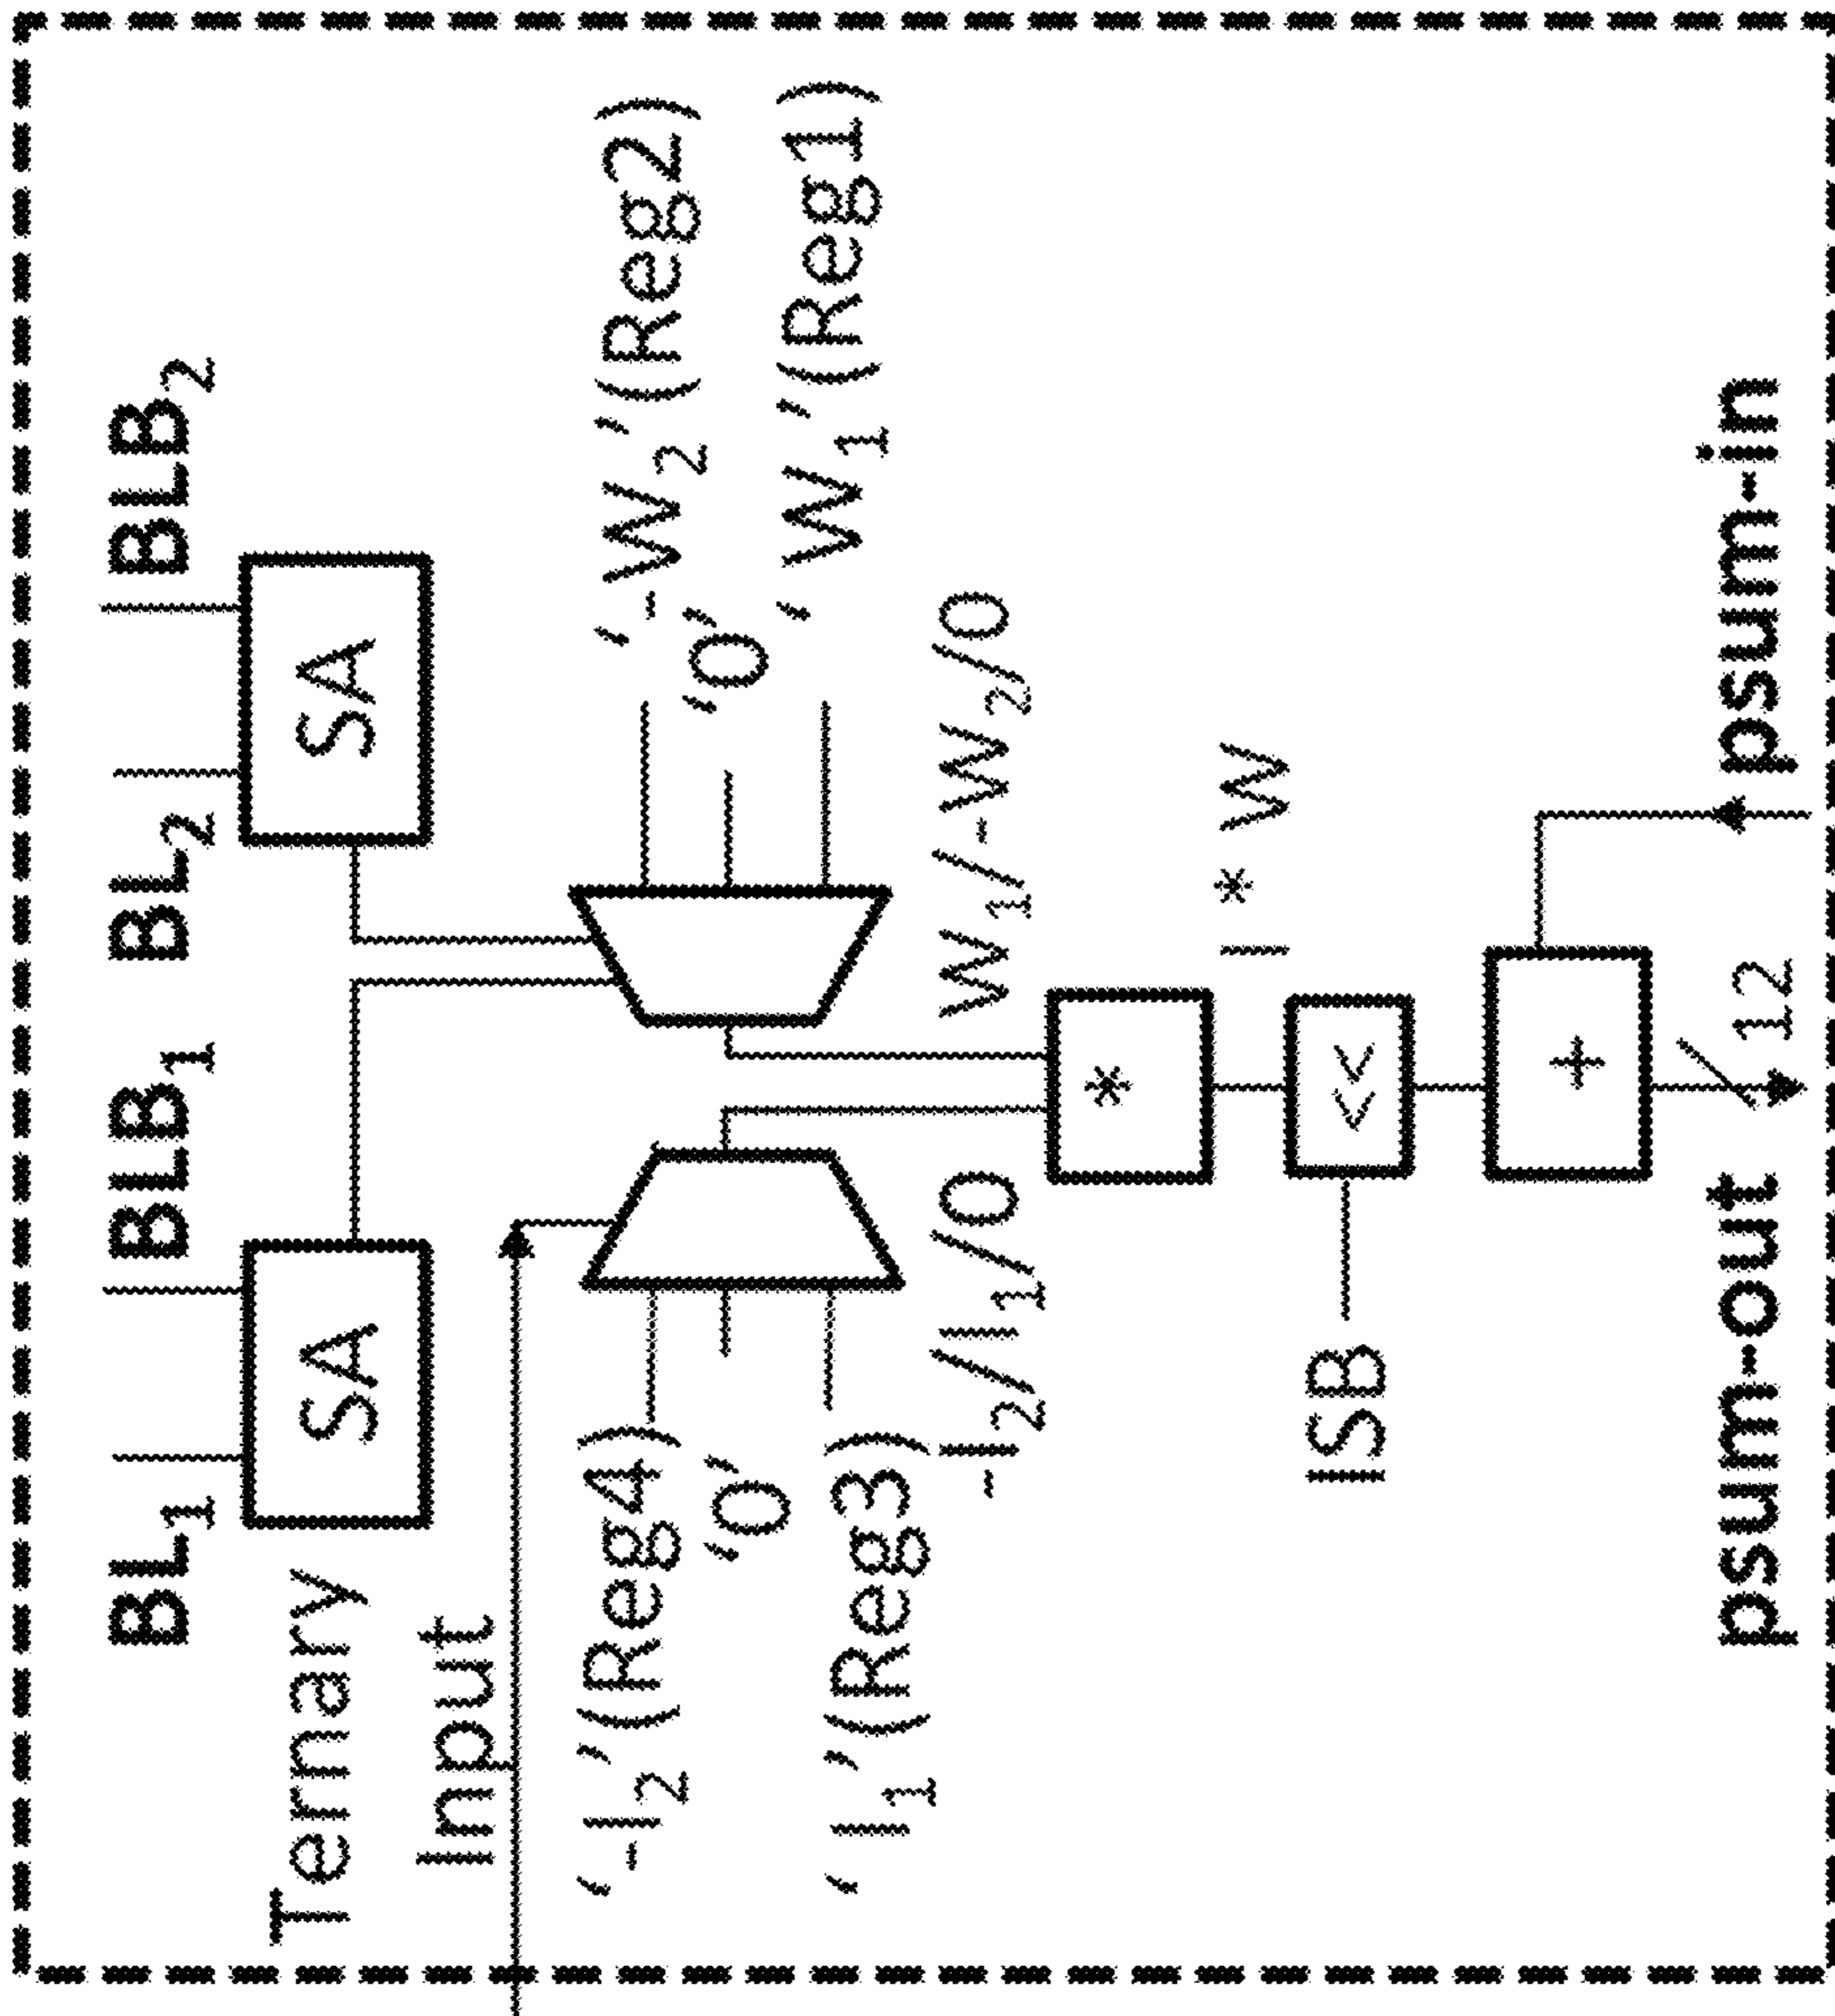 BL1 BLB1 BL2 BLB2
Ternary
Input
SA
SA
'-I2'(Reg4)
'0'
'I1'(Reg3)
'-W2'(Reg2)
'0'
'W1'(Reg1)
-I2/I1/0
W1/-W2/0
*
I * W
ISB
<<
+
12
psum-out
psum-in